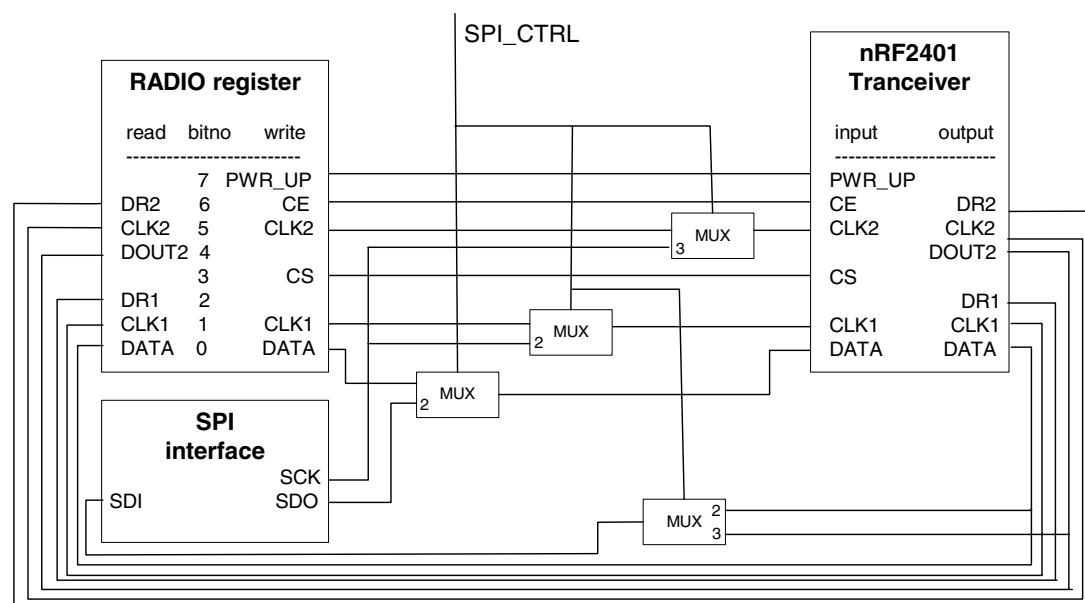 SPI_CTRL
RADIO register
read bitno write
---------------------------
7 PWR_UP
DR2 6 CE
CLK2 5 CLK2
DOUT2 4
3 CS
DR1 2
CLK1 1 CLK1
DATA 0 DATA
nRF2401
Tranceiver
input output
-------------------------
PWR_UP
CE DR2
CLK2 CLK2
DOUT2
CS
DR1
CLK1 CLK1
DATA DATA
MUX
3
MUX
2
MUX
2
SPI
interface
SCK
SDI SDO
MUX 2
3